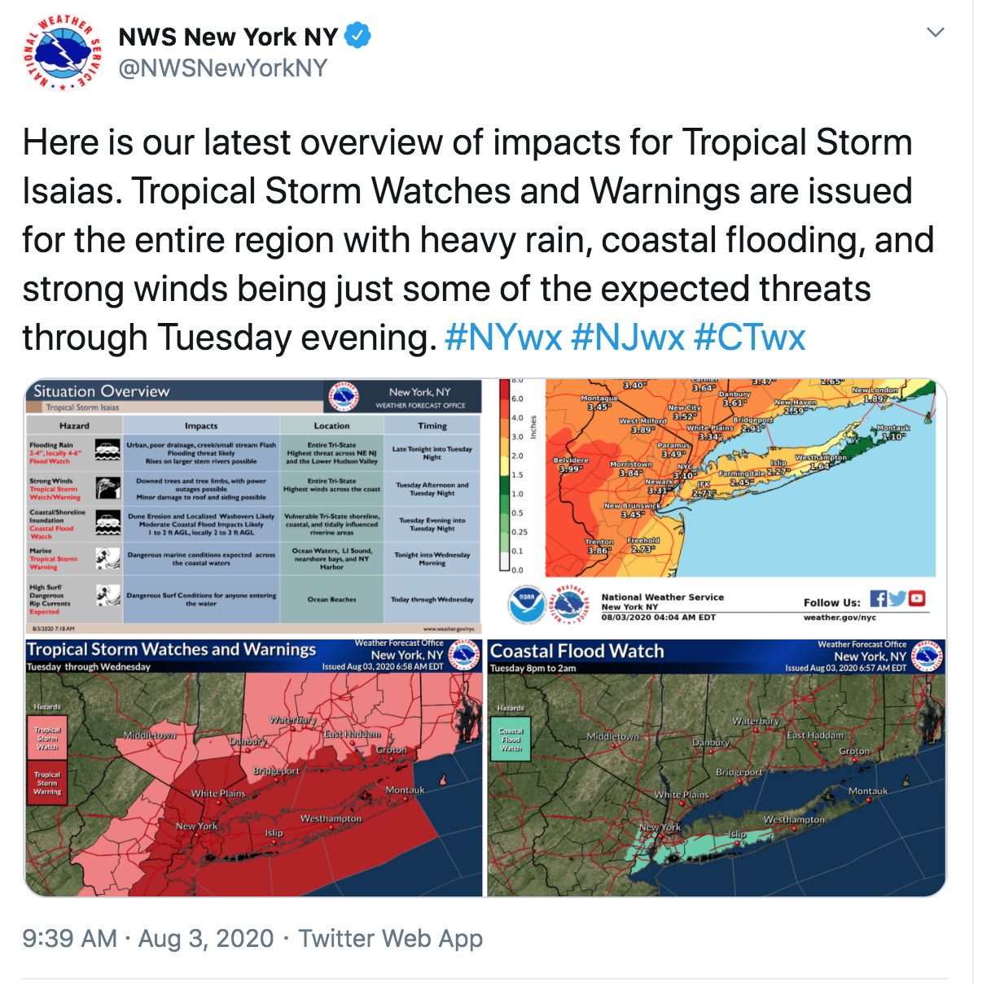 NWS New York NY
@NWSNewYorkNY
Here is our latest overview of impacts for Tropical Storm
Isaias. Tropical Storm Watches and Warnings are issued
for the entire region with heavy rain, coastal flooding, and
strong winds being just some of the expected threats
through Tuesday evening. #NYwx #NJwx #CTwx
Situation Overview
Tropical Storm Isaias
NATIONAL WEATHER SERVICE
New York, NY
WEATHER FORECAST OFFICE
Hazard Impacts Location Timing
Flooding Rain
2-4", locally 4-6"
Flood Watch
Urban, poor drainage, creek/small stream Flash
Flooding threat likely
Rises on larger stem rivers possible
Entire Tri-State
Highest threat across NE NJ
and the Lower Hudson Valley
Late Tonight into Tuesday
Night
Strong Winds
Tropical Storm
Watch/Warning
Downed trees and tree limbs, with power
outages possible
Minor damage to roof and siding possible
Entire Tri-State
Highest winds across the coast
Tuesday Afternoon and
Tuesday Night
Coastal/Shoreline
Inundation
Coastal Flood
Watch
Dune Erosion and Localized Washovers Likely
Moderate Coastal Flood Impacts Likely
1 to 2 ft AGL, locally 2 to 3 ft AGL
Vulnerable Tri-State shoreline,
coastal, and tidally influenced
riverine areas
Tuesday Evening into
Tuesday Night
Marine
Tropical Storm
Warning
Dangerous marine conditions expected across
the coastal waters
Ocean Waters, LI Sound,
nearshore bays, and NY
Harbor
Tonight into Wednesday
Morning
High Surf/
Dangerous
Rip Currents
Expected
Dangerous Surf Conditions for anyone entering
the water
Ocean Beaches
Today through Wednesday
8/3/2020 7:18 AM
www.weather.gov/nyc
8.0
6.0
4.0
3.0
2.0
1.5
1.0
0.5
0.25
0.1
0.0
Inches
3.40"
Carmel
3.64"
3.47"
2.65"
Montague
3.45"
Danbury
3.61"
New London
1.89"
New City
3.52"
New Haven
2.59"
West Milford
3.89"
White Plains
3.34"
Bridgeport
2.91"
Montauk
1.10"
Paramus
3.49"
Belvidere
3.99"
Morristown
3.84"
NYC
3.10"
Farmingdale
2.45"
Islip
2.27"
Westhampton
1.64"
Newark
3.31"
JFK
2.71"
New Brunswick
3.45"
Trenton
3.86"
Freehold
2.73"
NOAA
NATIONAL WEATHER SERVICE
National Weather Service
New York NY
08/03/2020 04:04 AM EDT
Follow Us:
weather.gov/nyc
Tropical Storm Watches and Warnings
Tuesday through Wednesday
Weather Forecast Office
New York, NY
Issued Aug 03, 2020 6:58 AM EDT
Hazards
Tropical
Storm
Watch
Tropical
Storm
Warning
Waterbury
Middletown
Danbury
East Haddam
Groton
Bridgeport
White Plains
Montauk
Westhampton
New York
Islip
Coastal Flood Watch
Tuesday 8pm to 2am
Weather Forecast Office
New York, NY
Issued Aug 03, 2020 6:57 AM EDT
Hazards
Coastal
Flood
Watch
Waterbury
Middletown
Danbury
East Haddam
Groton
Bridgeport
White Plains
Montauk
Westhampton
New York
Islip
9:39 AM · Aug 3, 2020 · Twitter Web App